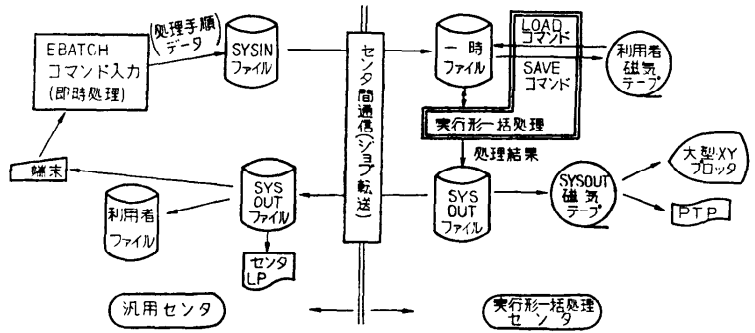 EBATCH
コマンド入力
(即時処理)
(処理手順
データ)
SYSIN
ファイル
センタ間通信(ジョブ転送)
一時
ファイル
LOAD
コマンド
SAVE
コマンド
利用者
磁気
テープ
実行形一括処理
処理結果
端末
利用者
ファイル
SYS
OUT
ファイル
センタ
LP
SYS
OUT
ファイル
SYSOUT
磁気
テープ
大型XY
プロッタ
PTP
汎用センタ
実行形一括処理
センタ